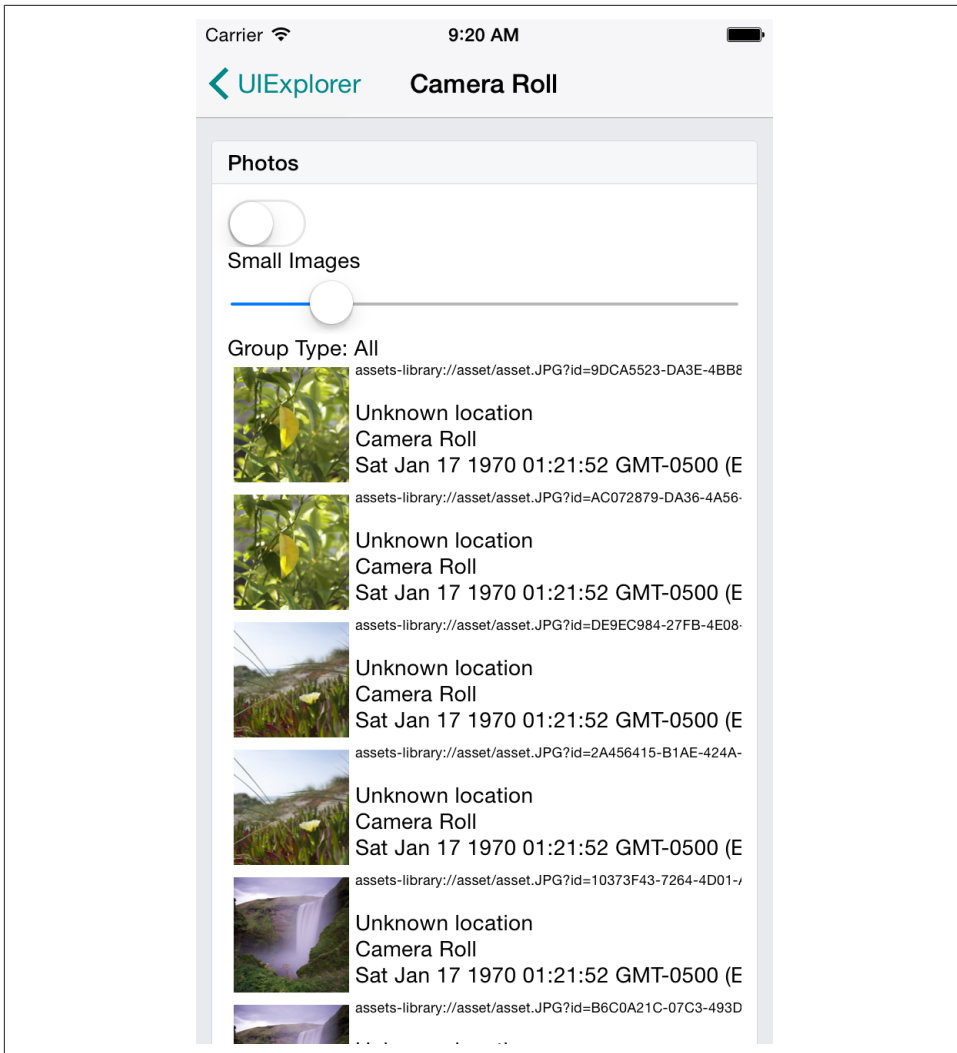 Carrier 9:20 AM
UIExplorer Camera Roll
Photos
Small Images
Group Type: All
assets-library://asset/asset.JPG?id=9DCA5523-DA3E-4BB8
Unknown location
Camera Roll
Sat Jan 17 1970 01:21:52 GMT-0500 (E
assets-library://asset/asset.JPG?id=AC072879-DA36-4A56-
Unknown location
Camera Roll
Sat Jan 17 1970 01:21:52 GMT-0500 (E
assets-library://asset/asset.JPG?id=DE9EC984-27FB-4E08-
Unknown location
Camera Roll
Sat Jan 17 1970 01:21:52 GMT-0500 (E
assets-library://asset/asset.JPG?id=2A456415-B1AE-424A-
Unknown location
Camera Roll
Sat Jan 17 1970 01:21:52 GMT-0500 (E
assets-library://asset/asset.JPG?id=10373F43-7264-4D01-
Unknown location
Camera Roll
Sat Jan 17 1970 01:21:52 GMT-0500 (E
assets-library://asset/asset.JPG?id=B6C0A21C-07C3-493D